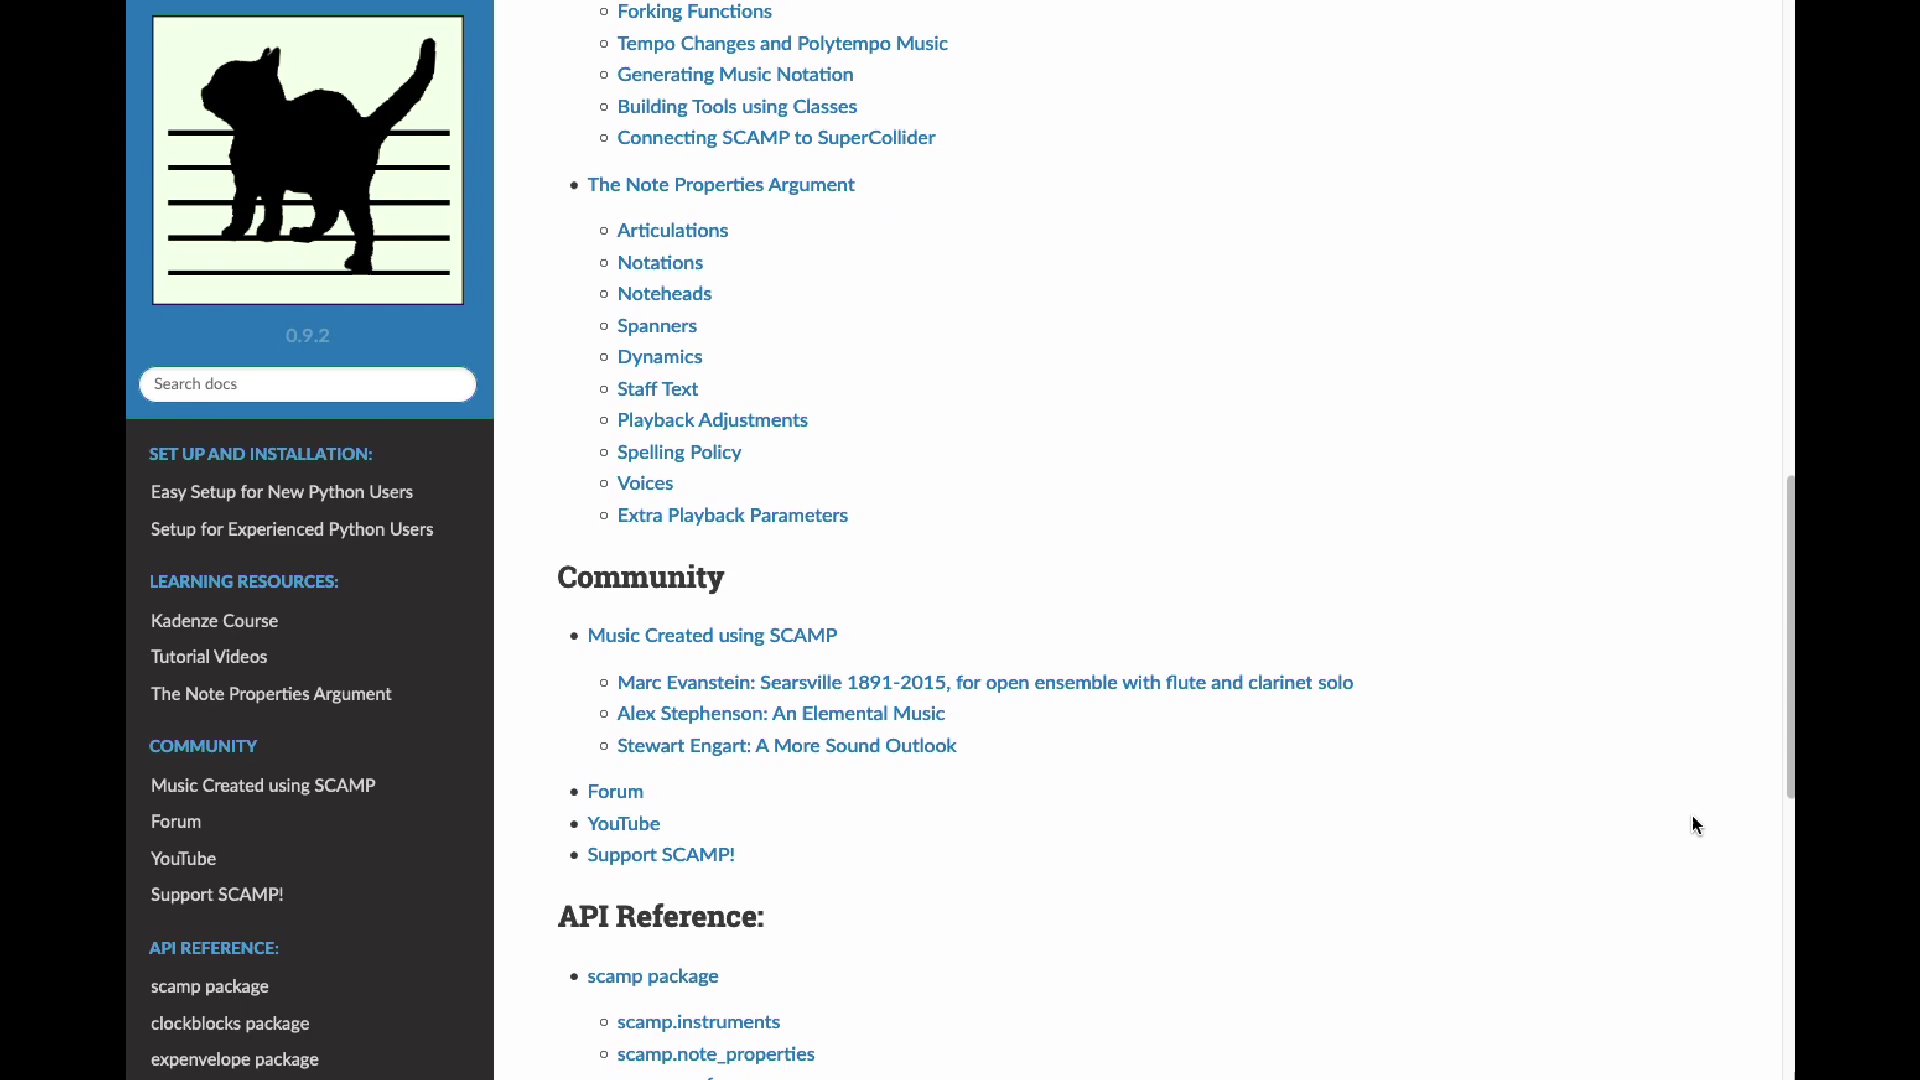 0.9.2
Search docs
SET UP AND INSTALLATION:
Easy Setup for New Python Users
Setup for Experienced Python Users
LEARNING RESOURCES:
Kadenze Course
Tutorial Videos
The Note Properties Argument
COMMUNITY
Music Created using SCAMP
Forum
YouTube
Support SCAMP!
API REFERENCE:
scamp package
clockblocks package
expenvelope package
Forking Functions
Tempo Changes and Polytempo Music
Generating Music Notation
Building Tools using Classes
Connecting SCAMP to SuperCollider
The Note Properties Argument
Articulations
Notations
Noteheads
Spanners
Dynamics
Staff Text
Playback Adjustments
Spelling Policy
Voices
Extra Playback Parameters
Community
Music Created using SCAMP
Marc Evanstein: Searsville 1891-2015, for open ensemble with flute and clarinet solo
Alex Stephenson: An Elemental Music
Stewart Engart: A More Sound Outlook
Forum
YouTube
Support SCAMP!
API Reference:
scamp package
scamp.instruments
scamp.note_properties